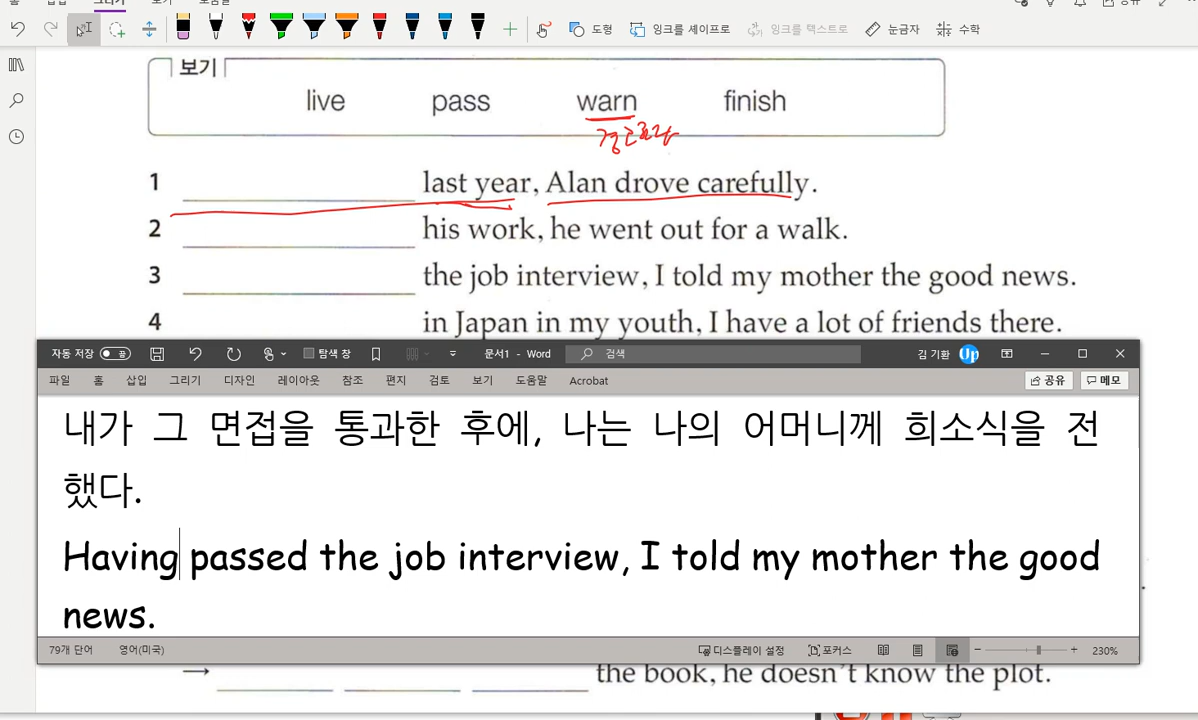 도형 잉크를 셰이프로 잉크를 텍스트로 눈금자 수학
보기
live pass warn finish
1 last year, Alan drove carefully.
2 his work, he went out for a walk.
3 the job interview, I told my mother the good news.
4 in Japan in my youth, I have a lot of friends there.
자동 저장 끔 탐색 창 문서1 - Word 검색 김 기환 Up
파일 홈 삽입 그리기 디자인 레이아웃 참조 편지 검토 보기 도움말 Acrobat 공유 메모
내가 그 면접을 통과한 후에, 나는 나의 어머니께 희소식을 전
했다.
Having passed the job interview, I told my mother the good
news.
79개 단어 영어(미국) 디스플레이 설정 포커스 - + 230%
→ the book, he doesn't know the plot.